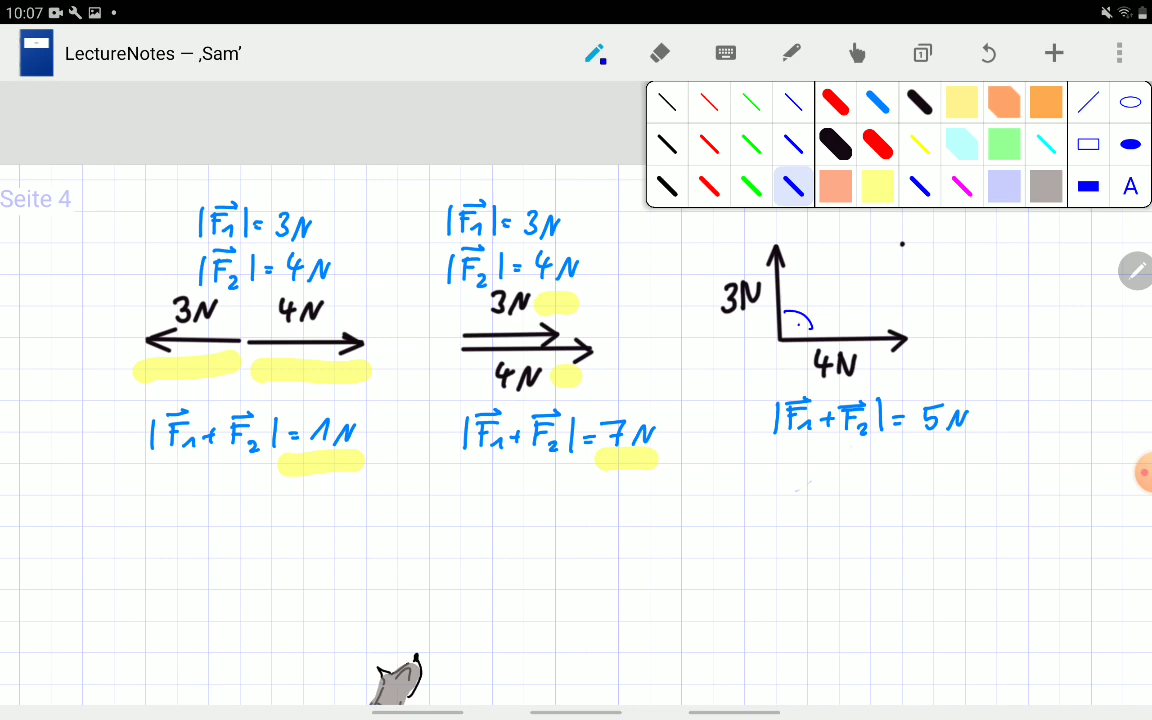 10:07
LectureNotes — ‚Sam’
A
Seite 4
|F⃗₁| = 3N
|F⃗₂| = 4N
3N 4N
|F⃗₁ + F⃗₂| = 1N
|F⃗₁| = 3N
|F⃗₂| = 4N
3N
4N
|F⃗₁ + F⃗₂| = 7N
3N
4N
|F⃗₁ + F⃗₂| = 5N